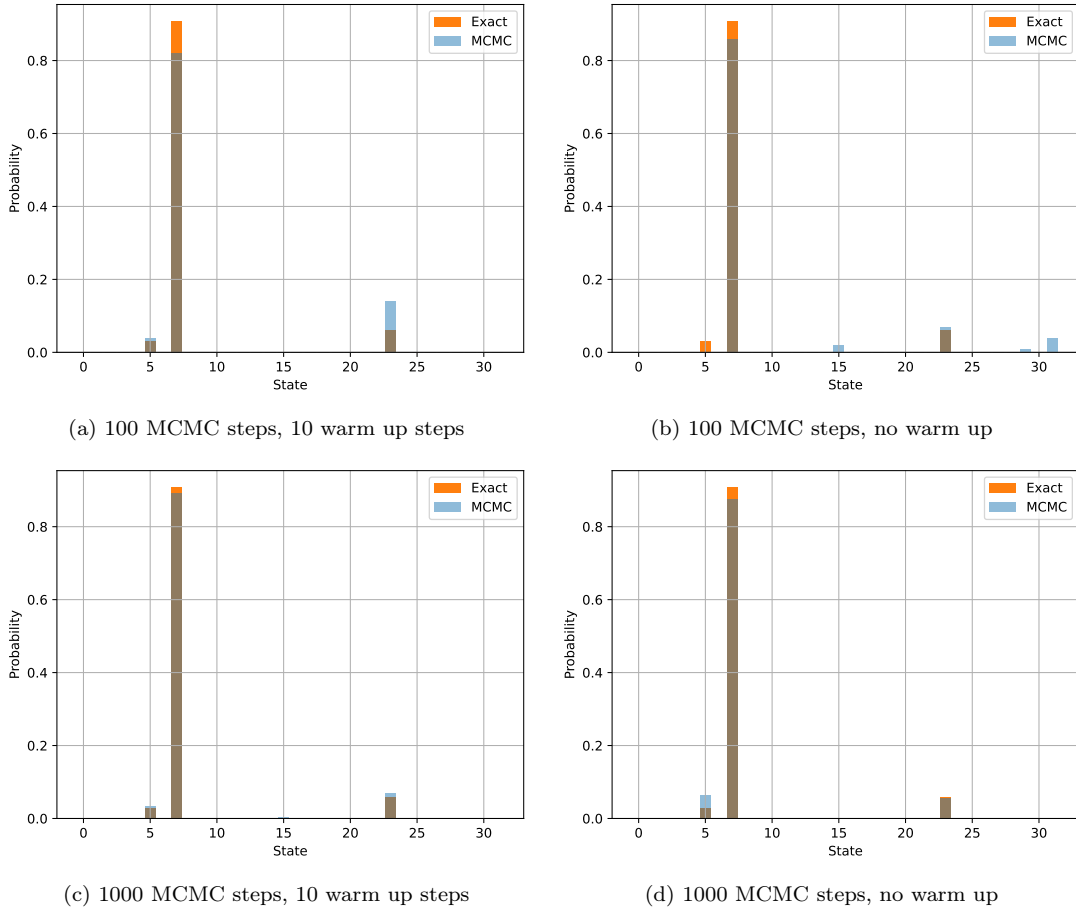 Exact
MCMC
Probability
0.8
0.6
0.4
0.2
0.0
0 5 10 15 20 25 30
State
(a) 100 MCMC steps, 10 warm up steps
Exact
MCMC
Probability
0.8
0.6
0.4
0.2
0.0
0 5 10 15 20 25 30
State
(b) 100 MCMC steps, no warm up
Exact
MCMC
Probability
0.8
0.6
0.4
0.2
0.0
0 5 10 15 20 25 30
State
(c) 1000 MCMC steps, 10 warm up steps
Exact
MCMC
Probability
0.8
0.6
0.4
0.2
0.0
0 5 10 15 20 25 30
State
(d) 1000 MCMC steps, no warm up